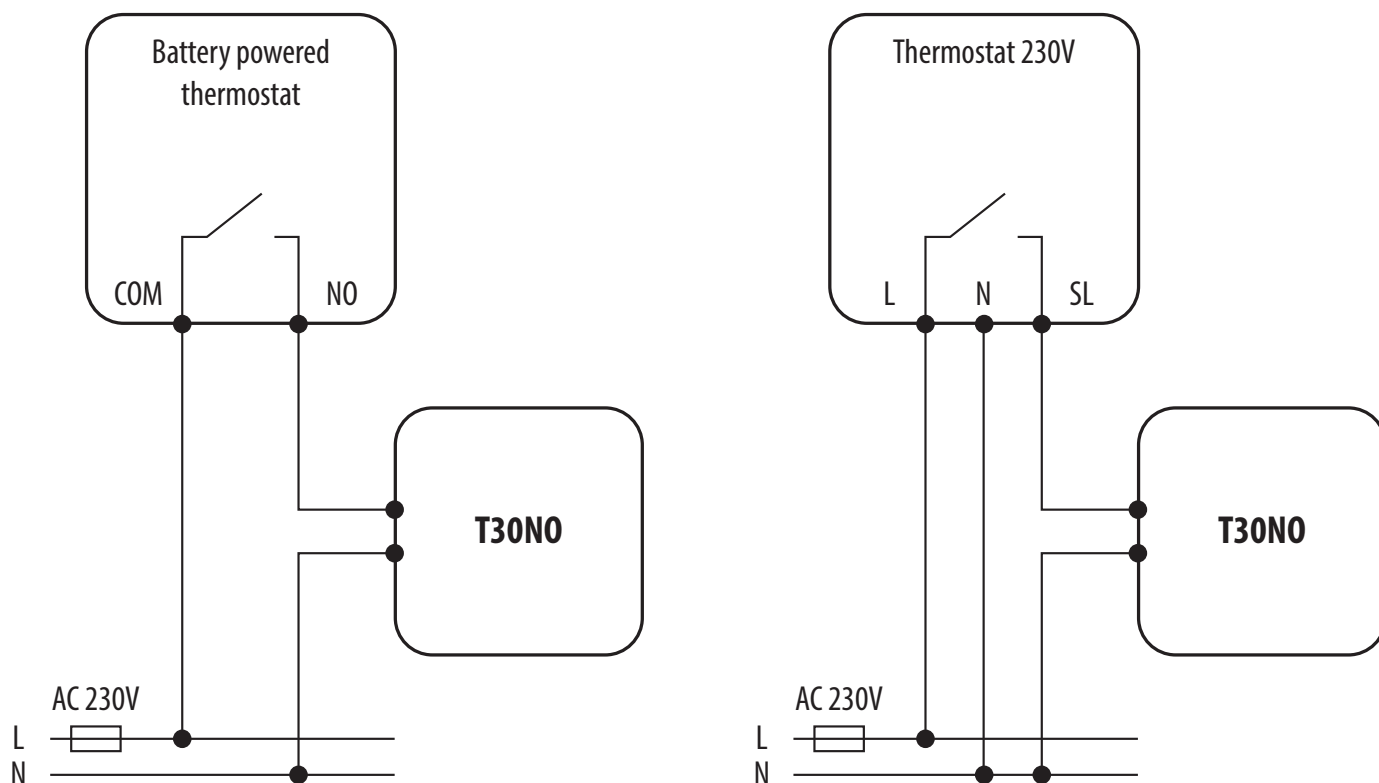 Battery powered
thermostat
COM
NO
T30NO
AC 230V
L
N
Thermostat 230V
L
N
SL
T30NO
AC 230V
L
N